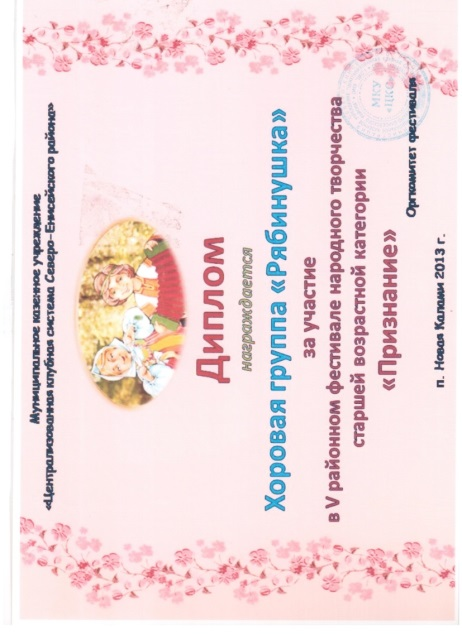 Муниципальное казенное учреждение
«Централизованная клубная система Северо-Енисейского района»
Диплом
награждается
Хоровая группа «Рябинушка»
за участие
в V районном фестивале народного творчества
старшей возрастной категории
«Признание»
Оргкомитет фестиваля
п. Новая Калами 2013 г.
МКУ